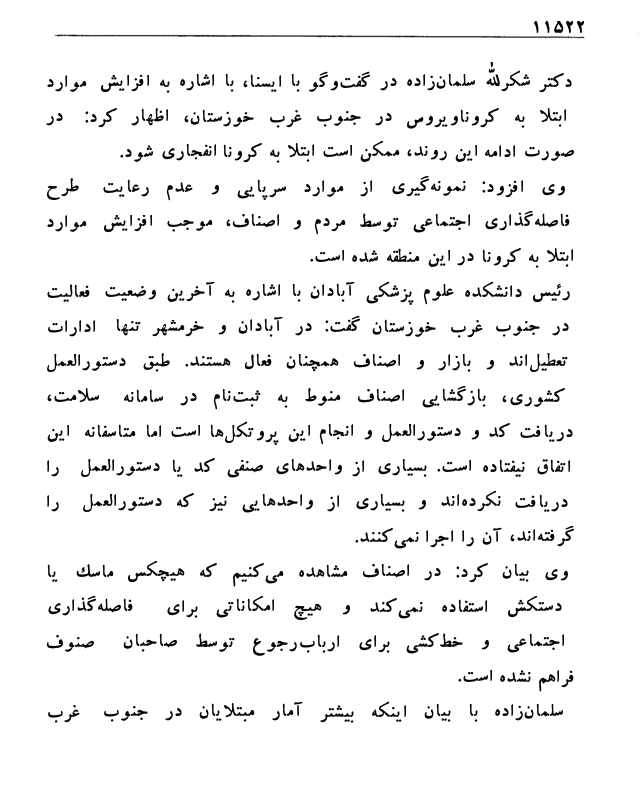 ۱۱۵۲۲
دکتر شکرالله سلمان‌زاده در گفت‌وگو با ایسنا، با اشاره به افزایش موارد
ابتلا به کروناویروس در جنوب غرب خوزستان، اظهار کرد: در
صورت ادامه این روند، ممکن است ابتلا به کرونا انفجاری شود.
وی افزود: نمونه‌گیری از موارد سرپایی و عدم رعایت طرح
فاصله‌گذاری اجتماعی توسط مردم و اصناف، موجب افزایش موارد
ابتلا به کرونا در این منطقه شده است.
رئیس دانشکده علوم پزشکی آبادان با اشاره به آخرین وضعیت فعالیت
در جنوب غرب خوزستان گفت: در آبادان و خرمشهر تنها ادارات
تعطیل‌اند و بازار و اصناف همچنان فعال هستند. طبق دستورالعمل
کشوری، بازگشایی اصناف منوط به ثبت‌نام در سامانه سلامت،
دریافت کد و دستورالعمل و انجام این پروتکل‌ها است اما متاسفانه این
اتفاق نیفتاده است. بسیاری از واحدهای صنفی کد یا دستورالعمل را
دریافت نکرده‌اند و بسیاری از واحدهایی نیز که دستورالعمل را
گرفته‌اند، آن را اجرا نمی‌کنند.
وی بیان کرد: در اصناف مشاهده می‌کنیم که هیچکس ماسك یا
دستکش استفاده نمی‌کند و هیچ امکاناتی برای فاصله‌گذاری
اجتماعی و خط‌کشی برای ارباب‌رجوع توسط صاحبان صنوف
فراهم نشده است.
سلمان‌زاده با بیان اینکه بیشتر آمار مبتلایان در جنوب غرب